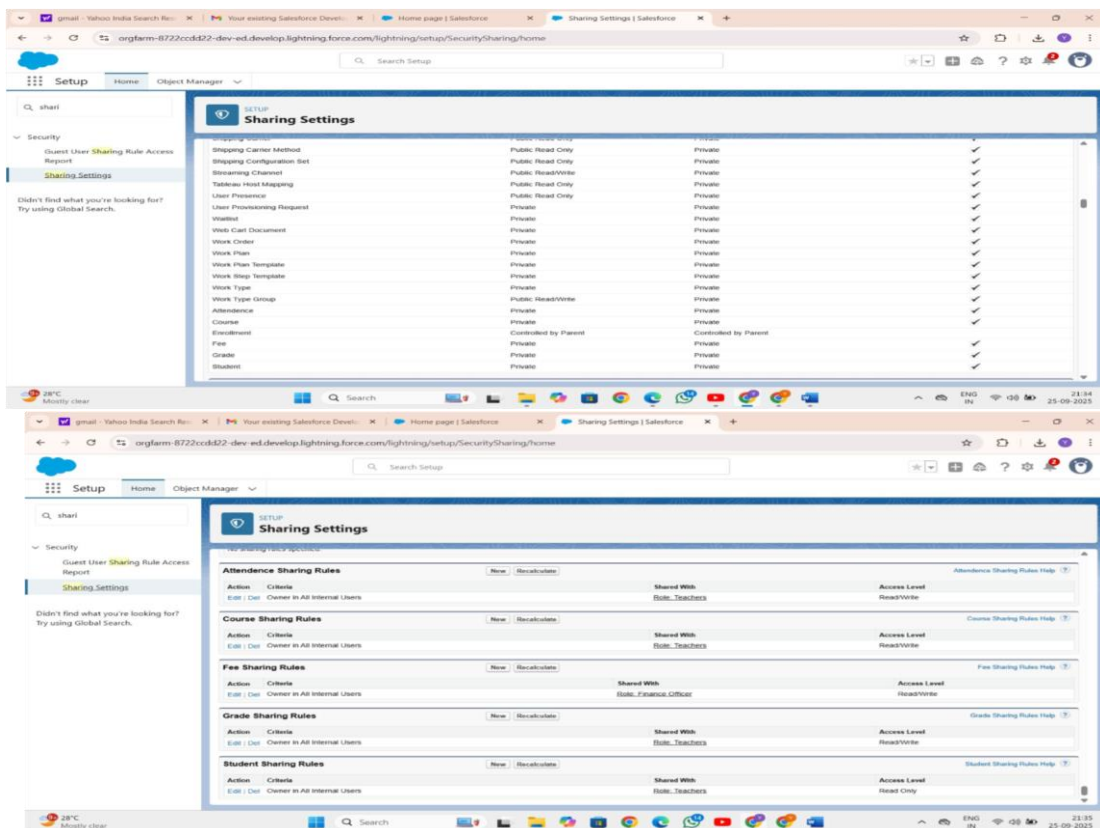 gmail - Yahoo India Search Res
Your existing Salesforce Develo
Home page | Salesforce
Sharing Settings | Salesforce
orgfarm-8722ccdd22-dev-ed.develop.lightning.force.com/lightning/setup/SecuritySharing/home
Search Setup
Setup Home Object Manager
shari
SETUP
Sharing Settings
Security
Guest User Sharing Rule Access
Report
Sharing Settings
Didn't find what you're looking for?
Try using Global Search.
Shipping Carrier Method Public Read Only Private
Shipping Configuration Set Public Read Only Private
Streaming Channel Public Read/Write Private
Tableau Host Mapping Public Read Only Private
User Presence Public Read Only Private
User Provisioning Request Private Private
Waitlist Private Private
Web Cart Document Private Private
Work Order Private Private
Work Plan Private Private
Work Plan Template Private Private
Work Step Template Private Private
Work Type Private Private
Work Type Group Public Read/Write Private
Attendence Private Private
Course Private Private
Enrollment Controlled by Parent Controlled by Parent
Fee Private Private
Grade Private Private
Student Private Private
28°C
Mostly clear
Search
ENG
IN
21:34
25-09-2025
gmail - Yahoo India Search Res
Your existing Salesforce Develo
Home page | Salesforce
Sharing Settings | Salesforce
orgfarm-8722ccdd22-dev-ed.develop.lightning.force.com/lightning/setup/SecuritySharing/home
Search Setup
Setup Home Object Manager
shari
SETUP
Sharing Settings
Security
Guest User Sharing Rule Access
Report
Sharing Settings
Didn't find what you're looking for?
Try using Global Search.
No sharing rules specified.
Attendence Sharing Rules New Recalculate Attendence Sharing Rules Help ?
Action Criteria Shared With Access Level
Edit | Del Owner in All Internal Users Role: Teachers Read/Write
Course Sharing Rules New Recalculate Course Sharing Rules Help ?
Action Criteria Shared With Access Level
Edit | Del Owner in All Internal Users Role: Teachers Read/Write
Fee Sharing Rules New Recalculate Fee Sharing Rules Help ?
Action Criteria Shared With Access Level
Edit | Del Owner in All Internal Users Role: Finance Officer Read/Write
Grade Sharing Rules New Recalculate Grade Sharing Rules Help ?
Action Criteria Shared With Access Level
Edit | Del Owner in All Internal Users Role: Teachers Read/Write
Student Sharing Rules New Recalculate Student Sharing Rules Help ?
Action Criteria Shared With Access Level
Edit | Del Owner in All Internal Users Role: Teachers Read Only
28°C
Mostly clear
Search
ENG
IN
21:35
25-09-2025